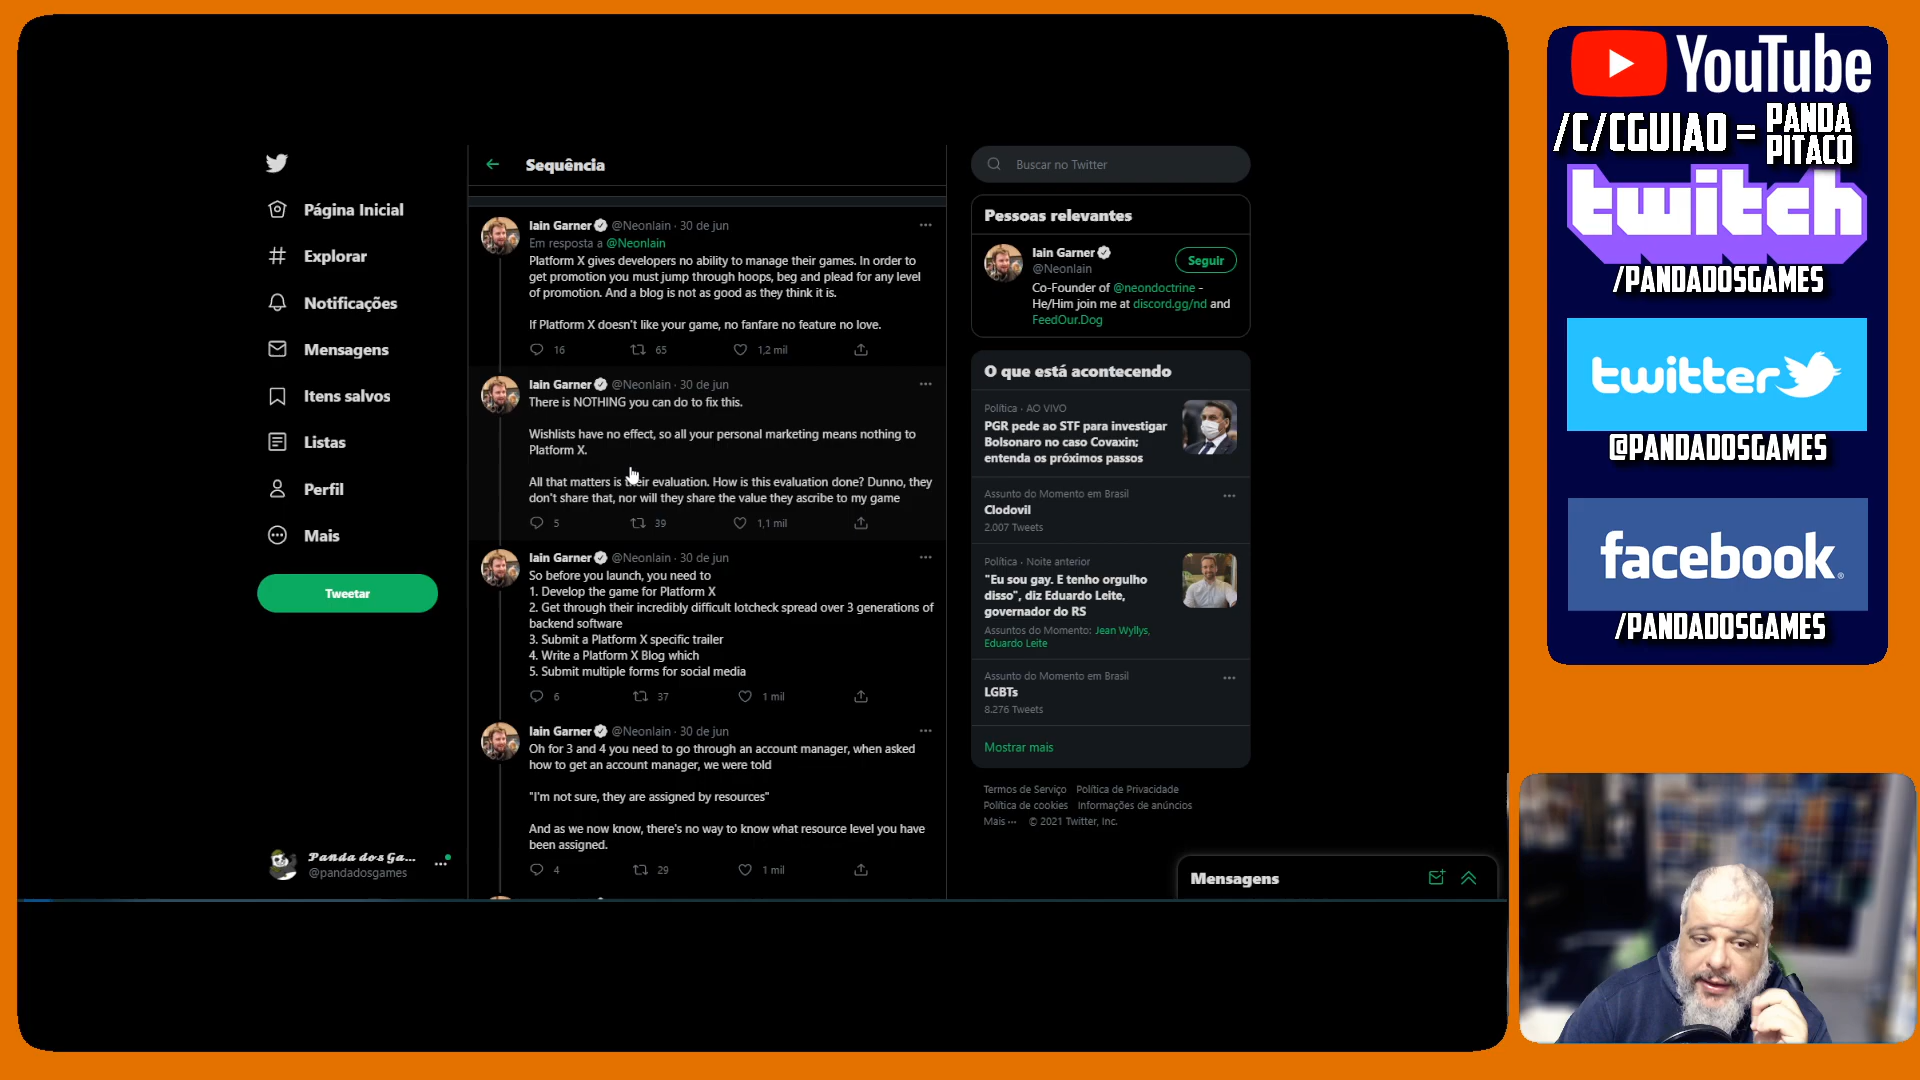 Página Inicial
Explorar
Notificações
Mensagens
Itens salvos
Listas
Perfil
Mais
Tweetar
Panda dos Ga...
@pandadosgames
Sequência
Iain Garner @NeonIain · 30 de jun
Em resposta a @NeonIain
Platform X gives developers no ability to manage their games. In order to
get promotion you must jump through hoops, beg and plead for any level
of promotion. And a blog is not as good as they think it is.
If Platform X doesn't like your game, no fanfare no feature no love.
16 65 1,2 mil
Iain Garner @NeonIain · 30 de jun
There is NOTHING you can do to fix this.
Wishlists have no effect, so all your personal marketing means nothing to
Platform X.
All that matters is their evaluation. How is this evaluation done? Dunno, they
don't share that, nor will they share the value they ascribe to my game
5 39 1,1 mil
Iain Garner @NeonIain · 30 de jun
So before you launch, you need to
1. Develop the game for Platform X
2. Get through their incredibly difficult lotcheck spread over 3 generations of
backend software
3. Submit a Platform X specific trailer
4. Write a Platform X Blog which
5. Submit multiple forms for social media
6 37 1 mil
Iain Garner @NeonIain · 30 de jun
Oh for 3 and 4 you need to go through an account manager, when asked
how to get an account manager, we were told
"I'm not sure, they are assigned by resources"
And as we now know, there's no way to know what resource level you have
been assigned.
4 29 1 mil
Buscar no Twitter
Pessoas relevantes
Iain Garner
@NeonIain
Seguir
Co-Founder of @neondoctrine -
He/Him join me at discord.gg/nd and
FeedOur.Dog
O que está acontecendo
Política · AO VIVO
PGR pede ao STF para investigar
Bolsonaro no caso Covaxin;
entenda os próximos passos
Assunto do Momento em Brasil
Clodovil
2.007 Tweets
Política · Noite anterior
"Eu sou gay. E tenho orgulho
disso", diz Eduardo Leite,
governador do RS
Assuntos do Momento: Jean Wyllys,
Eduardo Leite
Assunto do Momento em Brasil
LGBTs
8.276 Tweets
Mostrar mais
Termos de Serviço Política de Privacidade
Política de cookies Informações de anúncios
Mais ··· © 2021 Twitter, Inc.
Mensagens
YouTube
/C/CGUIAO = PANDA
PITACO
twitch
/PANDADOSGAMES
twitter
@PANDADOSGAMES
facebook®
/PANDADOSGAMES